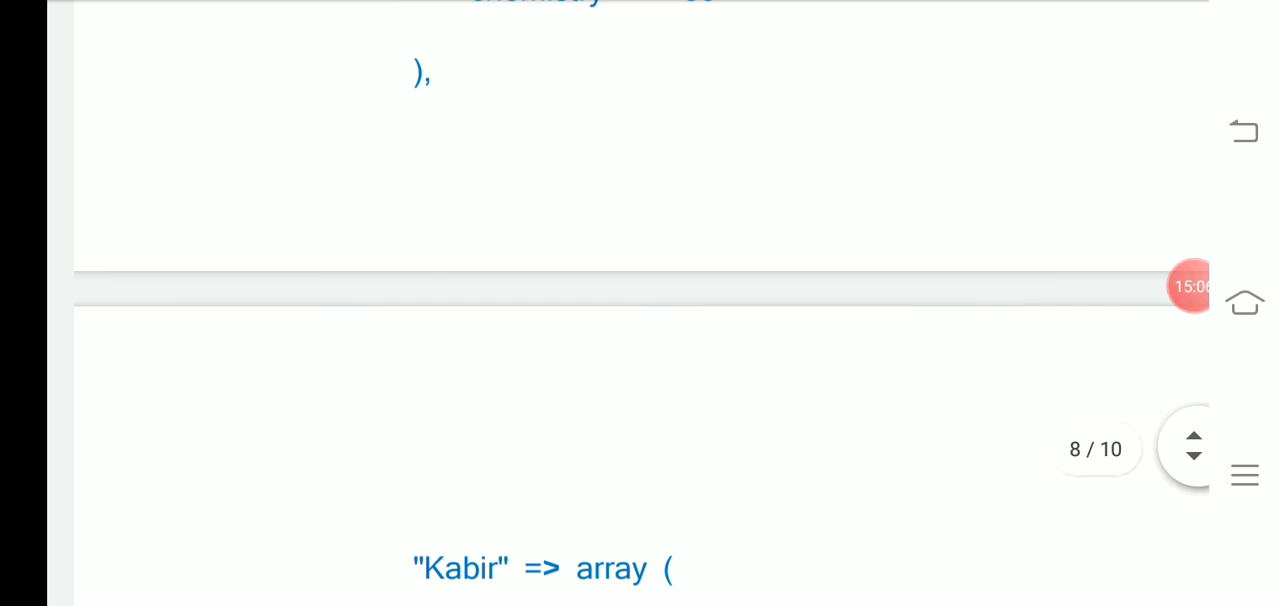 ),
15:06
8 / 10
"Kabir" => array (